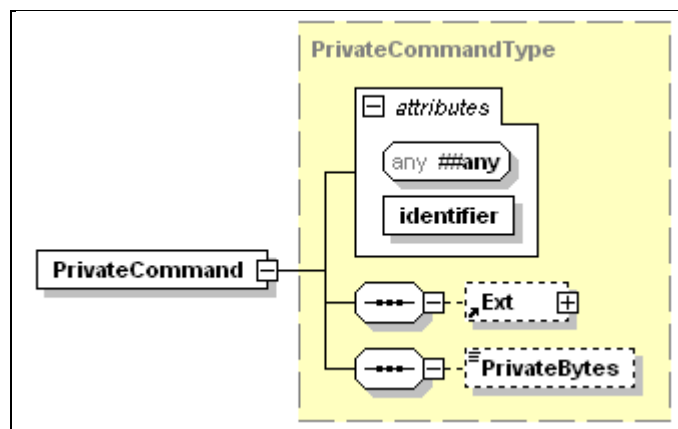 PrivateCommandType
attributes
any ##any
identifier
PrivateCommand
Ext
PrivateBytes